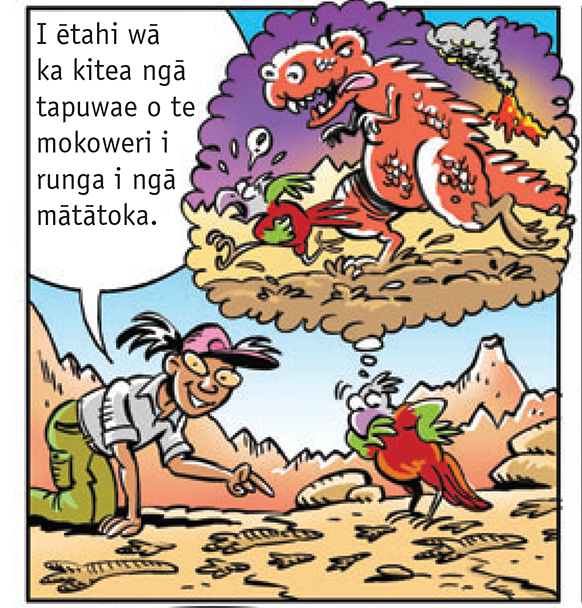 I ētahi wā
ka kitea ngā
tapuwae o te
mokoweri i
runga i ngā
mātātoka.
!